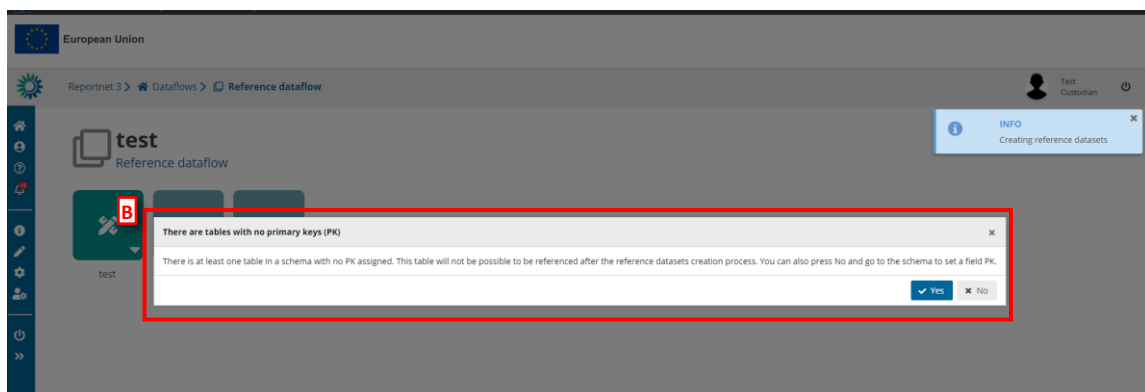 European Union
Reportnet 3 > Dataflows > Reference dataflow
Test
Custodian
INFO
Creating reference datasets
test
Reference dataflow
B
There are tables with no primary keys (PK)
There is at least one table in a schema with no PK assigned. This table will not be possible to be referenced after the reference datasets creation process. You can also press No and go to the schema to set a field PK.
Yes
No
test